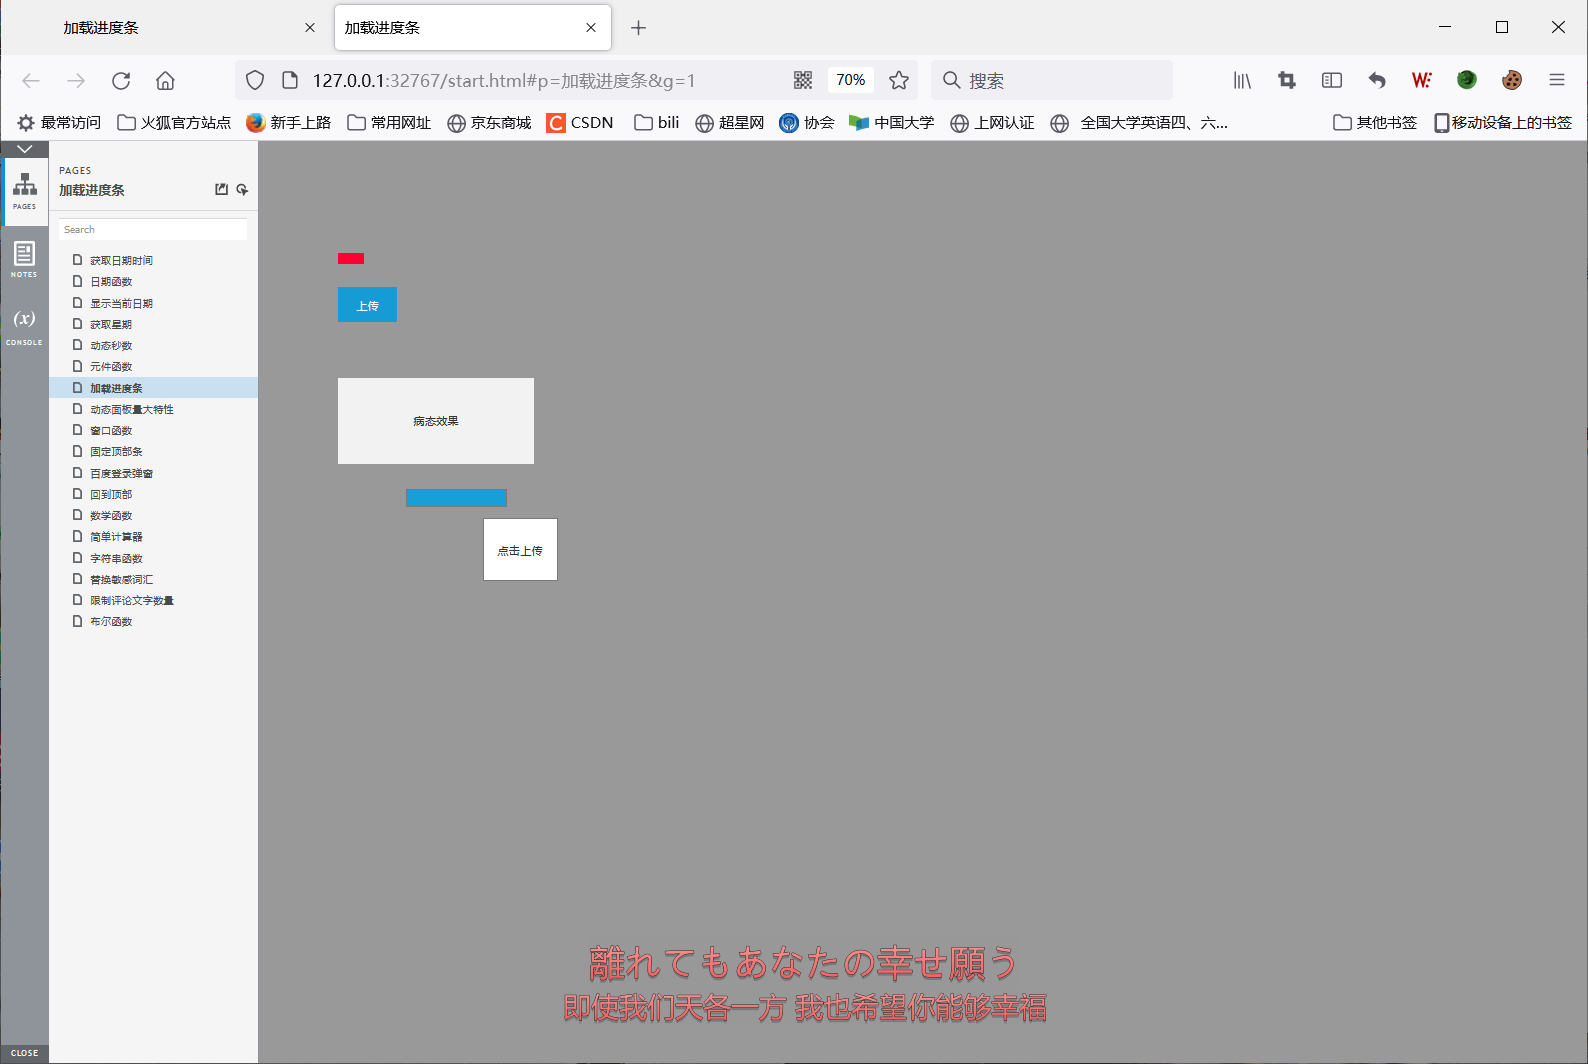 加载进度条
加载进度条
127.0.0.1:32767/start.html#p=加载进度条&g=1
70%
搜索
最常访问
火狐官方站点
新手上路
常用网址
京东商城
CSDN
bili
超星网
协会
中国大学
上网认证
全国大学英语四、六...
其他书签
移动设备上的书签
PAGES
NOTES
(x)
CONSOLE
CLOSE
PAGES
加载进度条
Search
获取日期时间
日期函数
显示当前日期
获取星期
动态秒数
元件函数
加载进度条
动态面板量大特性
窗口函数
固定顶部条
百度登录弹窗
回到顶部
数学函数
简单计算器
字符串函数
替换敏感词汇
限制评论文字数量
布尔函数
上传
病态效果
点击上传
離れてもあなたの幸せ願う
即使我们天各一方 我也希望你能够幸福